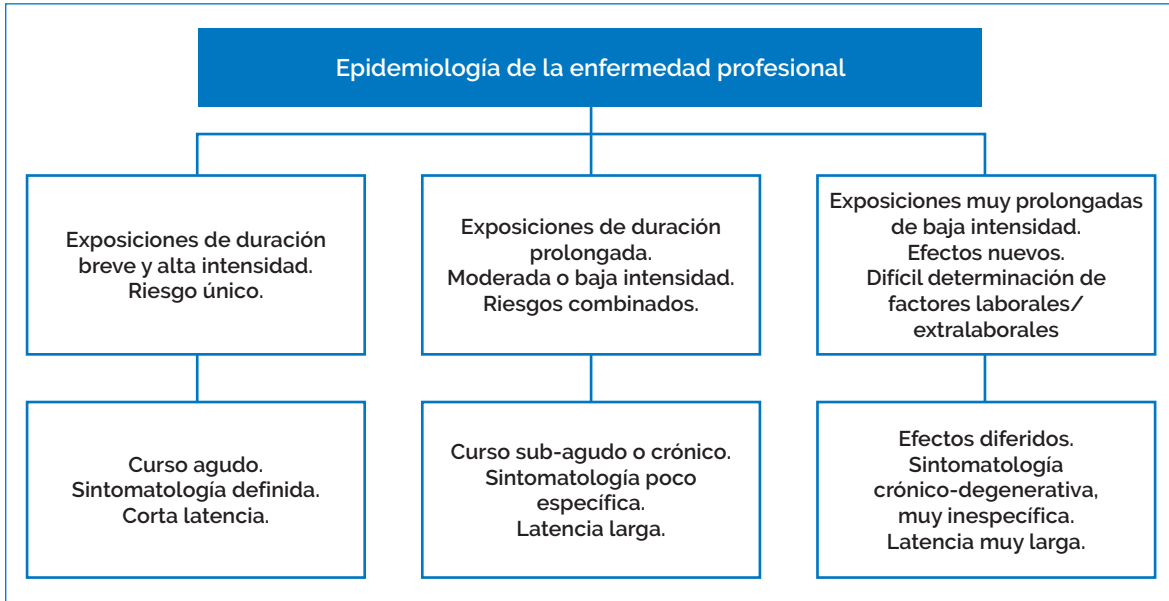 Epidemiología de la enfermedad profesional
Exposiciones de duración
breve y alta intensidad.
Riesgo único.
Exposiciones de duración
prolongada.
Moderada o baja intensidad.
Riesgos combinados.
Exposiciones muy prolongadas
de baja intensidad.
Efectos nuevos.
Difícil determinación de
factores laborales/
extralaborales
Curso agudo.
Sintomatología definida.
Corta latencia.
Curso sub-agudo o crónico.
Sintomatología poco
específica.
Latencia larga.
Efectos diferidos.
Sintomatología
crónico-degenerativa,
muy inespecífica.
Latencia muy larga.